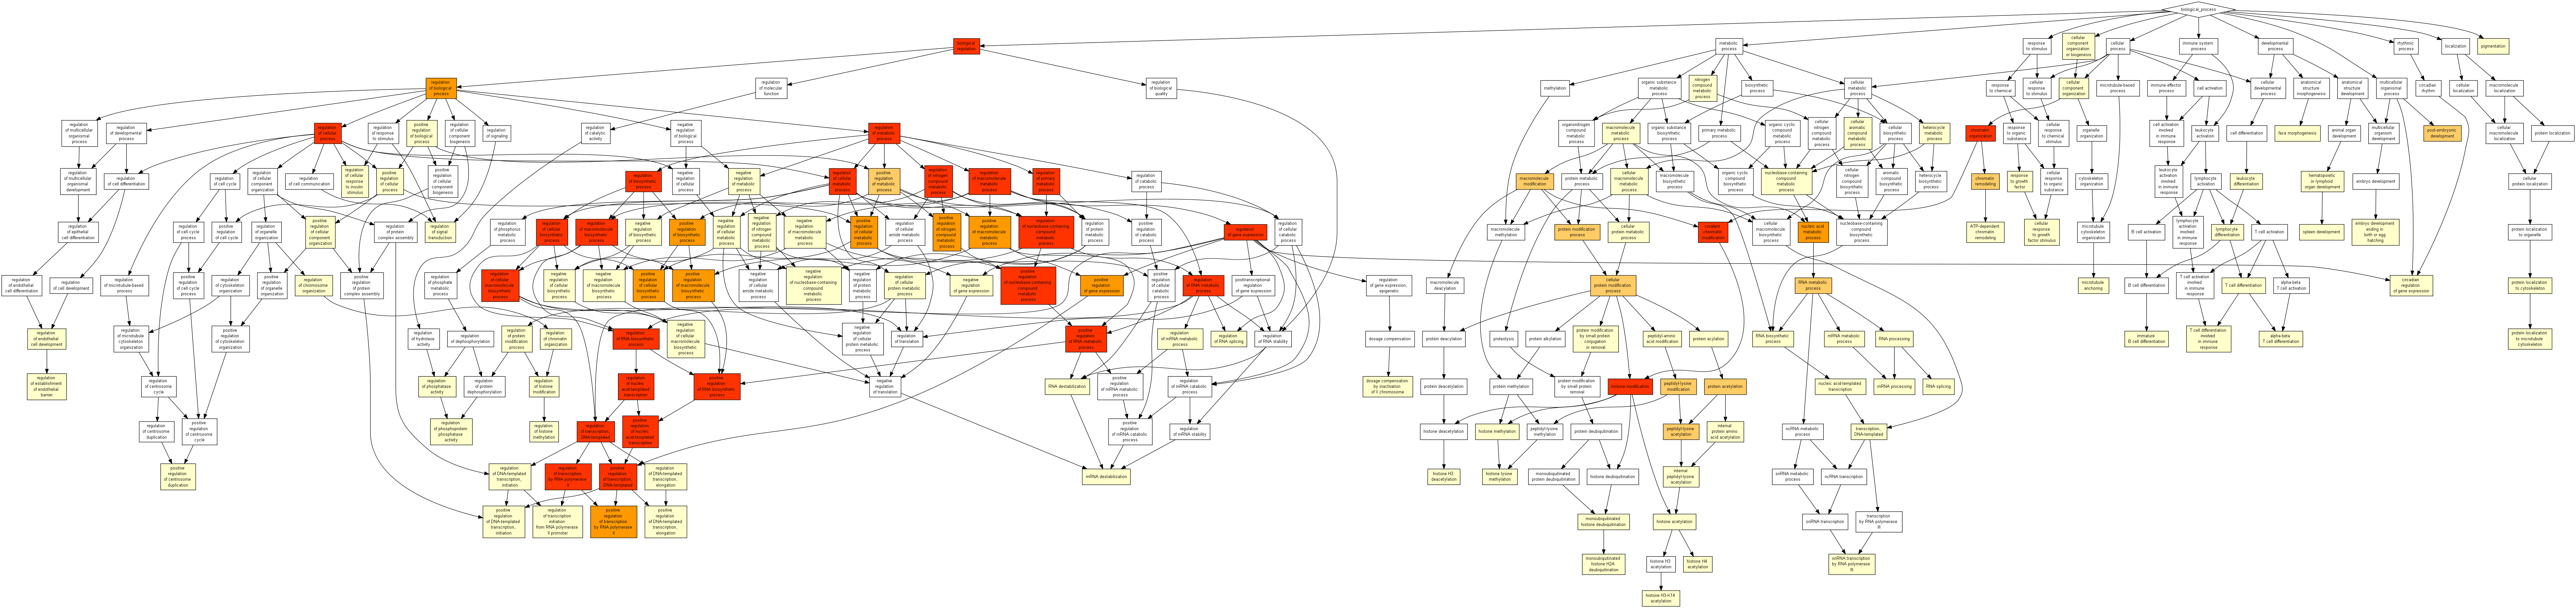 biological_process
biological
regulation
metabolic
process
response
to stimulus
cellular
component
organization
or biogenesis
cellular
process
immune system
process
developmental
process
rhythmic
process
localization
pigmentation
regulation
of biological
process
regulation
of molecular
function
regulation
of biological
quality
methylation
organic substance
metabolic
process
nitrogen
compound
metabolic
process
biosynthetic
process
cellular
metabolic
process
response
to chemical
cellular
response
to stimulus
cellular
component
organization
microtubule-based
process
immune effector
process
cell activation
cellular
developmental
process
anatomical
structure
morphogenesis
anatomical
structure
development
multicellular
organismal
process
circadian
rhythm
cellular
localization
macromolecule
localization
regulation
of multicellular
organismal
process
regulation
of developmental
process
regulation
of cellular
process
regulation
of response
to stimulus
positive
regulation
of biological
process
regulation
of cellular
component
biogenesis
regulation
of signaling
regulation
of catalytic
activity
negative
regulation
of biological
process
regulation
of metabolic
process
organonitrogen
compound
metabolic
process
macromolecule
metabolic
process
organic substance
biosynthetic
process
primary metabolic
process
organic cyclic
compound
metabolic
process
cellular
nitrogen
compound
metabolic
process
cellular
aromatic
compound
metabolic
process
cellular
biosynthetic
process
heterocycle
metabolic
process
chromatin
organization
response
to organic
substance
cellular
response
to chemical
stimulus
organelle
organization
cell activation
involved
in immune
response
leukocyte
activation
cell differentiation
face morphogenesis
animal organ
development
multicellular
organism
development
post-embryonic
development
cellular
macromolecule
localization
protein localization
regulation
of multicellular
organismal
development
regulation
of cell differentiation
regulation
of cell cycle
regulation
of cellular
component
organization
regulation
of cell communication
regulation
of cellular
response
to insulin
stimulus
positive
regulation
of cellular
process
positive
regulation
of cellular
component
biogenesis
regulation
of biosynthetic
process
negative
regulation
of cellular
process
negative
regulation
of metabolic
process
regulation
of cellular
metabolic
process
positive
regulation
of metabolic
process
regulation
of nitrogen
compound
metabolic
process
regulation
of macromolecule
metabolic
process
regulation
of primary
metabolic
process
regulation
of catabolic
process
macromolecule
modification
protein metabolic
process
cellular
macromolecule
metabolic
process
macromolecule
biosynthetic
process
organic cyclic
compound
biosynthetic
process
nucleobase-containing
compound
metabolic
process
cellular
nitrogen
compound
biosynthetic
process
aromatic
compound
biosynthetic
process
heterocycle
biosynthetic
process
chromatin
remodeling
response
to growth
factor
cellular
response
to organic
substance
cytoskeleton
organization
leukocyte
activation
involved
in immune
response
lymphocyte
activation
leukocyte
differentiation
hematopoietic
or lymphoid
organ development
embryo development
cellular
protein localization
regulation
of epithelial
cell differentiation
regulation
of cell cycle
process
positive
regulation
of cell cycle
regulation
of organelle
organization
positive
regulation
of cellular
component
organization
regulation
of protein
complex assembly
regulation
of signal
transduction
regulation
of phosphorus
metabolic
process
regulation
of cellular
biosynthetic
process
regulation
of macromolecule
biosynthetic
process
negative
regulation
of biosynthetic
process
positive
regulation
of biosynthetic
process
negative
regulation
of cellular
metabolic
process
negative
regulation
of nitrogen
compound
metabolic
process
negative
regulation
of macromolecule
metabolic
process
positive
regulation
of cellular
metabolic
process
regulation
of cellular
amide metabolic
process
positive
regulation
of nitrogen
compound
metabolic
process
positive
regulation
of macromolecule
metabolic
process
regulation
of nucleobase-containing
compound
metabolic
process
regulation
of protein
metabolic
process
positive
regulation
of catabolic
process
regulation
of gene expression
regulation
of cellular
catabolic
process
macromolecule
methylation
protein modification
process
cellular
protein metabolic
process
covalent
chromatin
modification
cellular
macromolecule
biosynthetic
process
nucleic acid
metabolic
process
nucleobase-containing
compound
biosynthetic
process
ATP-dependent
chromatin
remodeling
cellular
response
to growth
factor stimulus
microtubule
cytoskeleton
organization
B cell activation
lymphocyte
activation
involved
in immune
response
lymphocyte
differentiation
T cell activation
spleen development
embryo development
ending in
birth or egg
hatching
protein localization
to organelle
regulation
of endothelial
cell differentiation
regulation
of cell development
regulation
of microtubule-based
process
positive
regulation
of cell cycle
process
regulation
of cytoskeleton
organization
positive
regulation
of organelle
organization
regulation
of chromosome
organization
positive
regulation
of protein
complex assembly
regulation
of phosphate
metabolic
process
regulation
of cellular
macromolecule
biosynthetic
process
negative
regulation
of cellular
biosynthetic
process
negative
regulation
of macromolecule
biosynthetic
process
positive
regulation
of cellular
biosynthetic
process
positive
regulation
of macromolecule
biosynthetic
process
negative
regulation
of cellular
amide metabolic
process
negative
regulation
of nucleobase-containing
compound
metabolic
process
negative
regulation
of protein
metabolic
process
regulation
of cellular
protein metabolic
process
negative
regulation
of gene expression
positive
regulation
of nucleobase-containing
compound
metabolic
process
positive
regulation
of gene expression
positive
regulation
of cellular
catabolic
process
regulation
of RNA metabolic
process
posttranscriptional
regulation
of gene expression
regulation
of gene expression,
epigenetic
macromolecule
deacylation
cellular
protein modification
process
RNA metabolic
process
microtubule
anchoring
B cell differentiation
T cell activation
involved
in immune
response
T cell differentiation
alpha-beta
T cell activation
circadian
regulation
of gene expression
protein localization
to cytoskeleton
regulation
of endothelial
cell development
regulation
of microtubule
cytoskeleton
organization
positive
regulation
of cytoskeleton
organization
regulation
of hydrolase
activity
regulation
of dephosphorylation
regulation
of protein
modification
process
regulation
of chromatin
organization
regulation
of RNA biosynthetic
process
negative
regulation
of cellular
macromolecule
biosynthetic
process
negative
regulation
of cellular
protein metabolic
process
regulation
of translation
positive
regulation
of RNA metabolic
process
regulation
of mRNA metabolic
process
regulation
of RNA splicing
regulation
of RNA stability
dosage compensation
protein deacylation
proteolysis
protein alkylation
protein modification
by small protein
conjugation
or removal
peptidyl-amino
acid modification
protein acylation
RNA biosynthetic
process
mRNA metabolic
process
RNA processing
immature
B cell differentiation
T cell differentiation
involved
in immune
response
alpha-beta
T cell differentiation
protein localization
to microtubule
cytoskeleton
regulation
of establishment
of endothelial
barrier
regulation
of centrosome
cycle
regulation
of phosphatase
activity
regulation
of protein
dephosphorylation
regulation
of histone
modification
regulation
of nucleic
acid-templated
transcription
positive
regulation
of RNA biosynthetic
process
negative
regulation
of translation
RNA destabilization
positive
regulation
of mRNA metabolic
process
regulation
of mRNA catabolic
process
dosage compensation
by inactivation
of X chromosome
protein deacetylation
protein methylation
protein modification
by small protein
removal
histone modification
peptidyl-lysine
modification
protein acetylation
nucleic acid-templated
transcription
mRNA processing
RNA splicing
regulation
of centrosome
duplication
positive
regulation
of centrosome
cycle
regulation
of phosphoprotein
phosphatase
activity
regulation
of histone
methylation
regulation
of transcription,
DNA-templated
positive
regulation
of nucleic
acid-templated
transcription
positive
regulation
of mRNA catabolic
process
regulation
of mRNA stability
histone deacetylation
histone methylation
peptidyl-lysine
methylation
protein deubiquitination
peptidyl-lysine
acetylation
internal
protein amino
acid acetylation
ncRNA metabolic
process
transcription,
DNA-templated
positive
regulation
of centrosome
duplication
regulation
of DNA-templated
transcription,
initiation
regulation
of transcription
by RNA polymerase
II
positive
regulation
of transcription,
DNA-templated
regulation
of DNA-templated
transcription,
elongation
mRNA destabilization
histone H3
deacetylation
histone lysine
methylation
monoubiquitinated
protein deubiquitination
histone deubiquitination
internal
peptidyl-lysine
acetylation
snRNA metabolic
process
ncRNA transcription
positive
regulation
of DNA-templated
transcription,
initiation
regulation
of transcription
initiation
from RNA polymerase
II promoter
positive
regulation
of transcription
by RNA polymerase
II
positive
regulation
of DNA-templated
transcription,
elongation
monoubiquitinated
histone deubiquitination
histone acetylation
snRNA transcription
transcription
by RNA polymerase
III
monoubiquitinated
histone H2A
deubiquitination
histone H3
acetylation
histone H4
acetylation
snRNA transcription
by RNA polymerase
III
histone H3-K14
acetylation